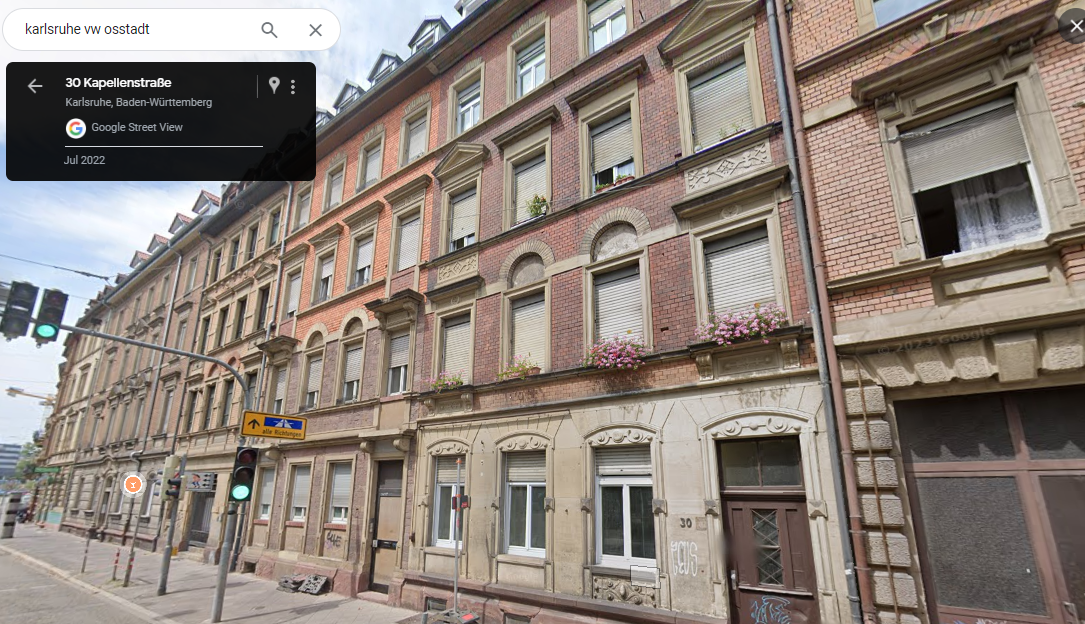 karlsruhe vw osstadt
30 Kapellenstraße
Karlsruhe, Baden-Württemberg
Google Street View
Jul 2022
alle Richtungen
30
© 2023 Google